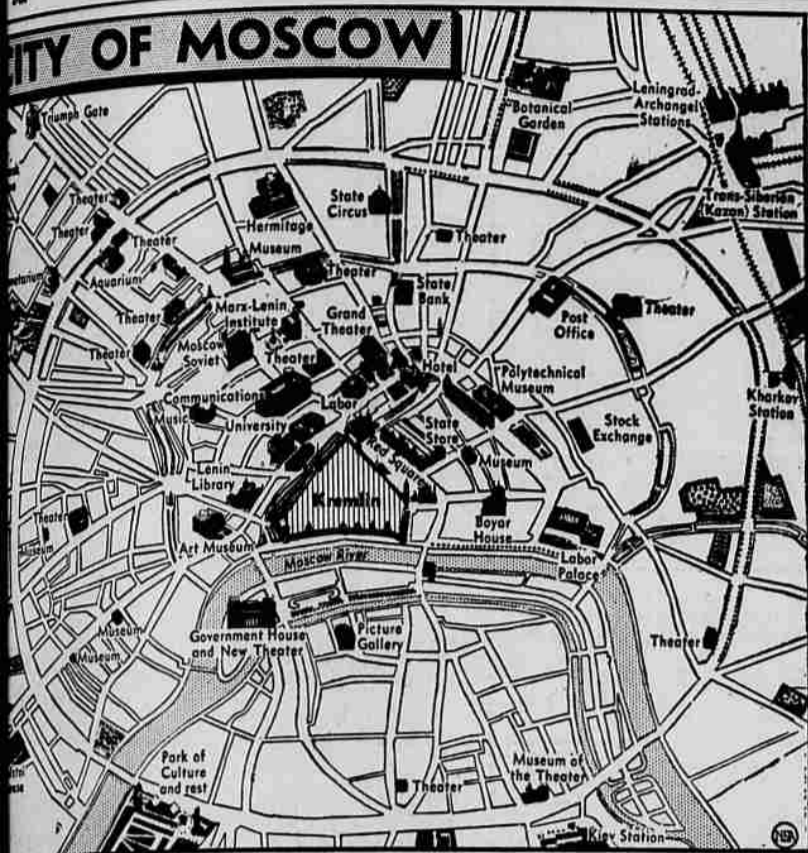 CITY OF MOSCOW
Triumph Gate
Botanical
Garden
Leningrad-
Archangel
Stations
Trans-Siberian
(Kazan) Station
Theater
Theater
Theater
Aquarium
Hermitage
Museum
State
Circus
Theater
Theater
State
Bank
Post
Office
Theater
Theater
Theater
Marx-Lenin
Institute
Moscow
Soviet
Grand
Theater
Theater
Hotel
Polytechnical
Museum
Kharkov
Station
Communications
Music
University
Labor
State
Store
Red Square
Museum
Stock
Exchange
Lenin
Library
Kremlin
Theater
Museum
Art Museum
Boyar
House
Labor
Palace
Moscow River
Museum
Museum
Government House
and New Theater
Picture
Gallery
Theater
Park of
Culture
and rest
Theater
Museum of
the Theater
Kiev Station
NEA